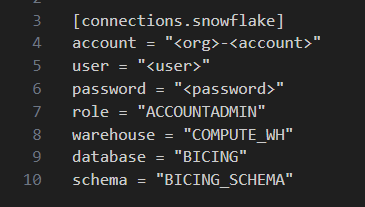 3 [connections.snowflake]
4 account = "<org>-<account>"
5 user = "<user>"
6 password = "<password>"
7 role = "ACCOUNTADMIN"
8 warehouse = "COMPUTE_WH"
9 database = "BICING"
10 schema = "BICING_SCHEMA"